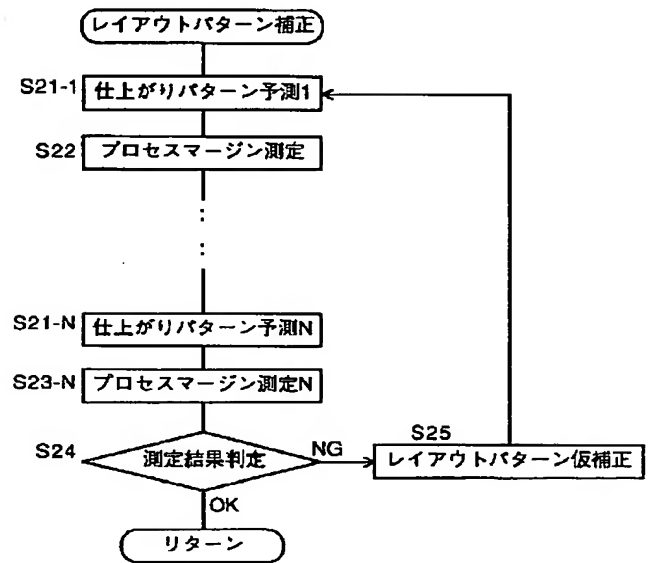 レイアウトパターン補正
S21-1 仕上がりパターン予測1
S22 プロセスマージン測定
S21-N 仕上がりパターン予測N
S23-N プロセスマージン測定N
S24 測定結果判定 NG
S25
レイアウトパターン仮補正
OK
リターン